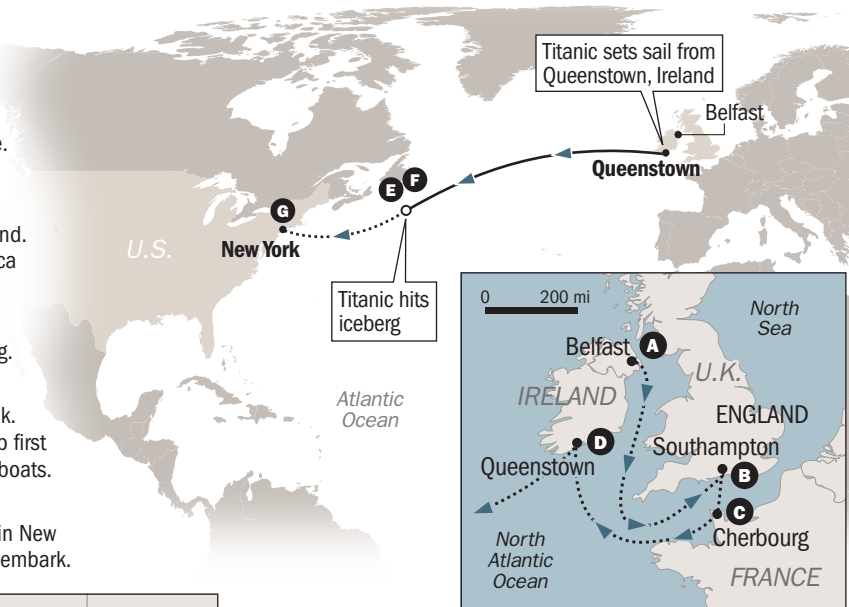 Titanic sets sail from
Queenstown, Ireland
Belfast
Queenstown
E
F
G
New York
U.S.
Titanic hits
iceberg
Atlantic
Ocean
nd.
g.
k.
first
boats.
in New
embark.
0 200 mi
North
Sea
Belfast
A
U.K.
IRELAND
ENGLAND
D
Southampton
Queenstown
B
C
Cherbourg
North
Atlantic
Ocean
FRANCE